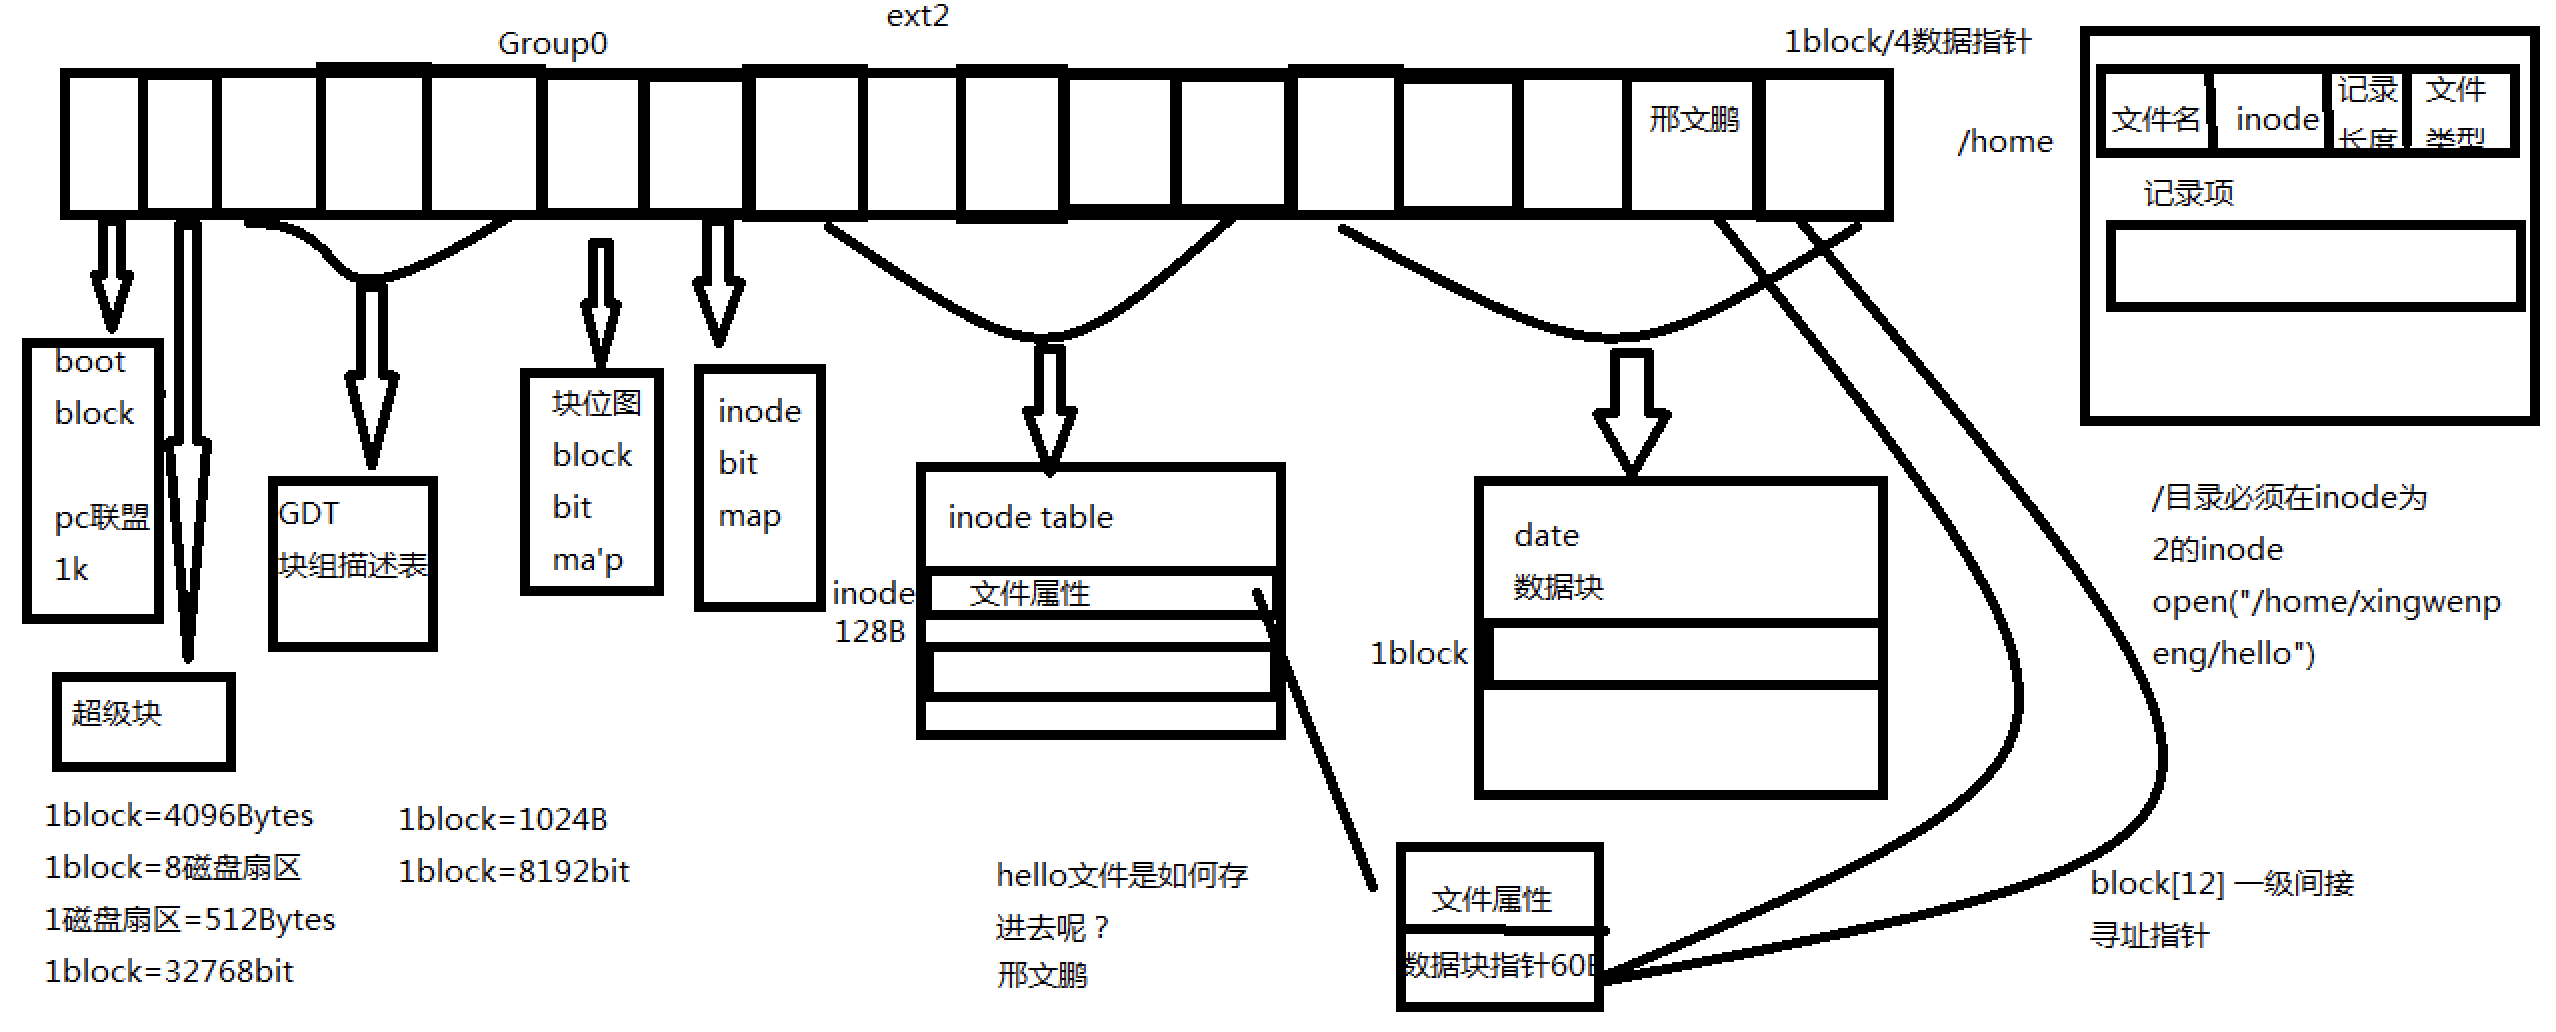 ext2
Group0
1block/4数据指针
邢文鹏
/home
文件名
inode
记录
长度
文件
类型
记录项
boot
block
pc联盟
1k
超级块
GDT
块组描述表
块位图
block
bit
ma'p
inode
bit
map
inode table
文件属性
inode
128B
date
数据块
1block
/目录必须在inode为
2的inode
open("/home/xingwenp
eng/hello")
1block=4096Bytes
1block=8磁盘扇区
1磁盘扇区=512Bytes
1block=32768bit
1block=1024B
1block=8192bit
hello文件是如何存
进去呢？
邢文鹏
文件属性
数据块指针60B
block[12] 一级间接
寻址指针